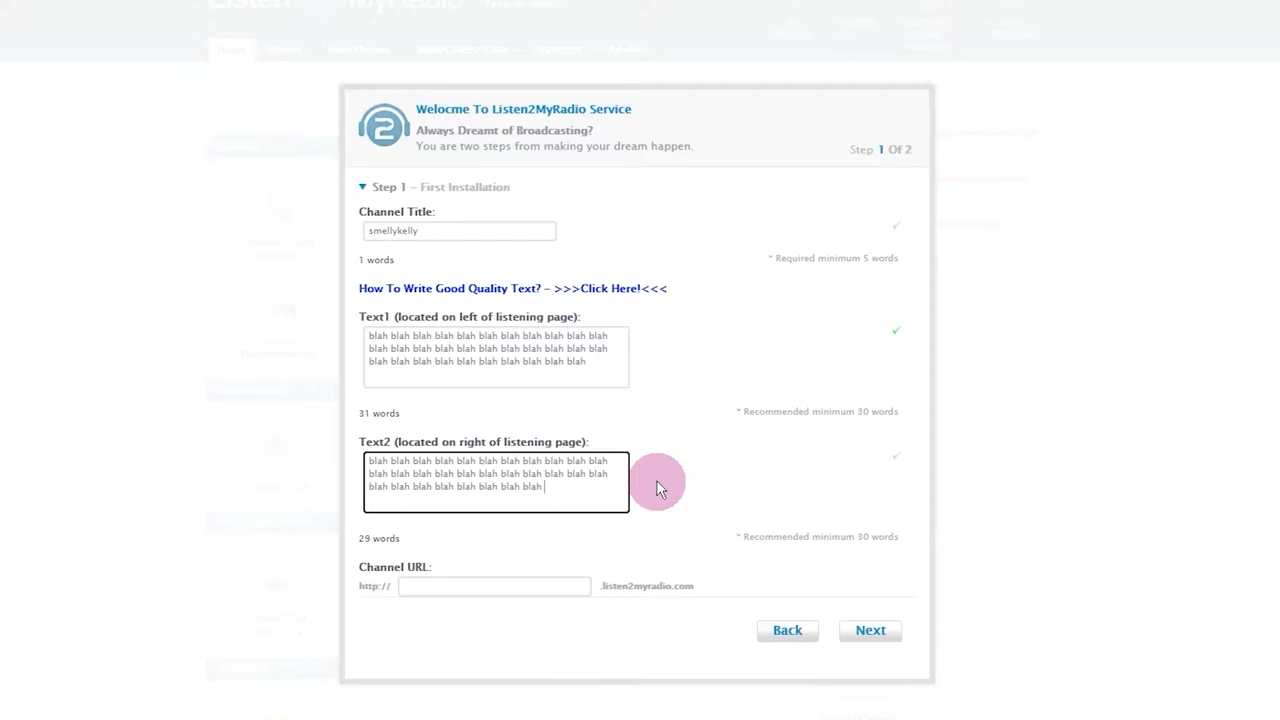 Welcome To Listen2MyRadio Service
Always Dreamt of Broadcasting?
You are two steps from making your dream happen.
Step 1 Of 2
Step 1 – First Installation
Channel Title:
smellykelly
1 words
* Required minimum 5 words
How To Write Good Quality Text? – >>>Click Here!<<<
Text1 (located on left of listening page):
blah blah blah blah blah blah blah blah blah blah blah
blah blah blah blah blah blah blah blah blah blah blah
blah blah blah blah blah blah blah blah blah blah
31 words
* Recommended minimum 30 words
Text2 (located on right of listening page):
blah blah blah blah blah blah blah blah blah blah blah
blah blah blah blah blah blah blah blah blah blah blah
blah blah blah blah blah blah blah blah
29 words
* Recommended minimum 30 words
Channel URL:
http:// .listen2myradio.com
Back Next